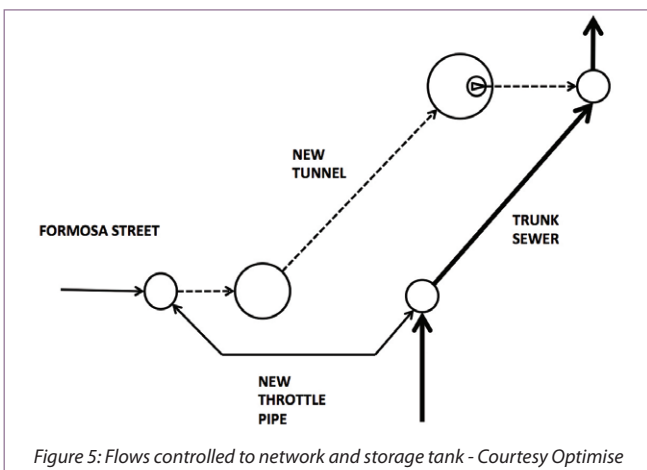 NEW
TUNNEL
FORMOSA STREET
TRUNK
SEWER
NEW
THROTTLE
PIPE
Figure 5: Flows controlled to network and storage tank - Courtesy Optimise